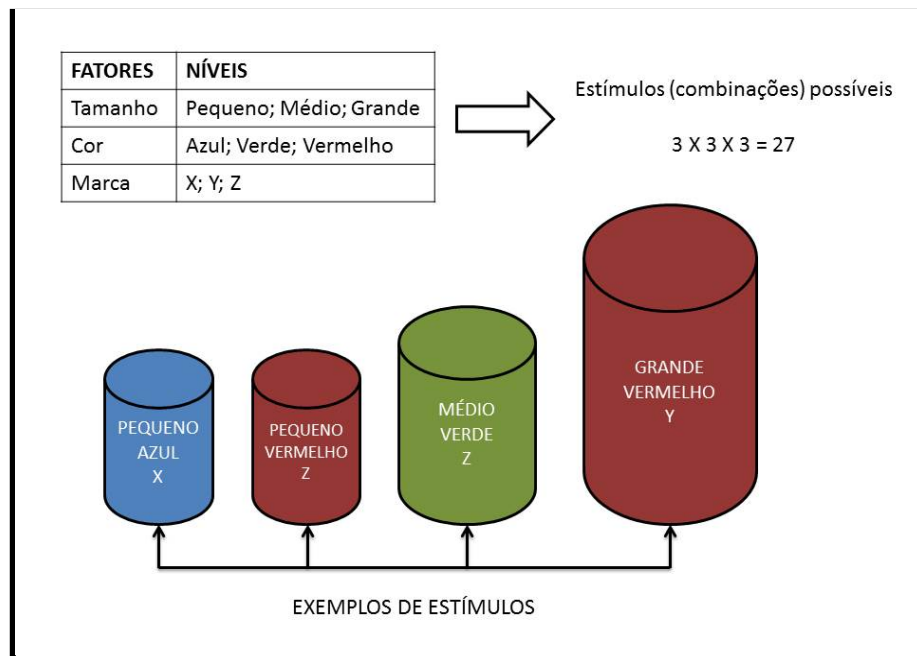 FATORES NÍVEIS
Tamanho Pequeno; Médio; Grande
Cor Azul; Verde; Vermelho
Marca X; Y; Z
Estímulos (combinações) possíveis
3 X 3 X 3 = 27
PEQUENO
AZUL
X
PEQUENO
VERMELHO
Z
MÉDIO
VERDE
Z
GRANDE
VERMELHO
Y
EXEMPLOS DE ESTÍMULOS